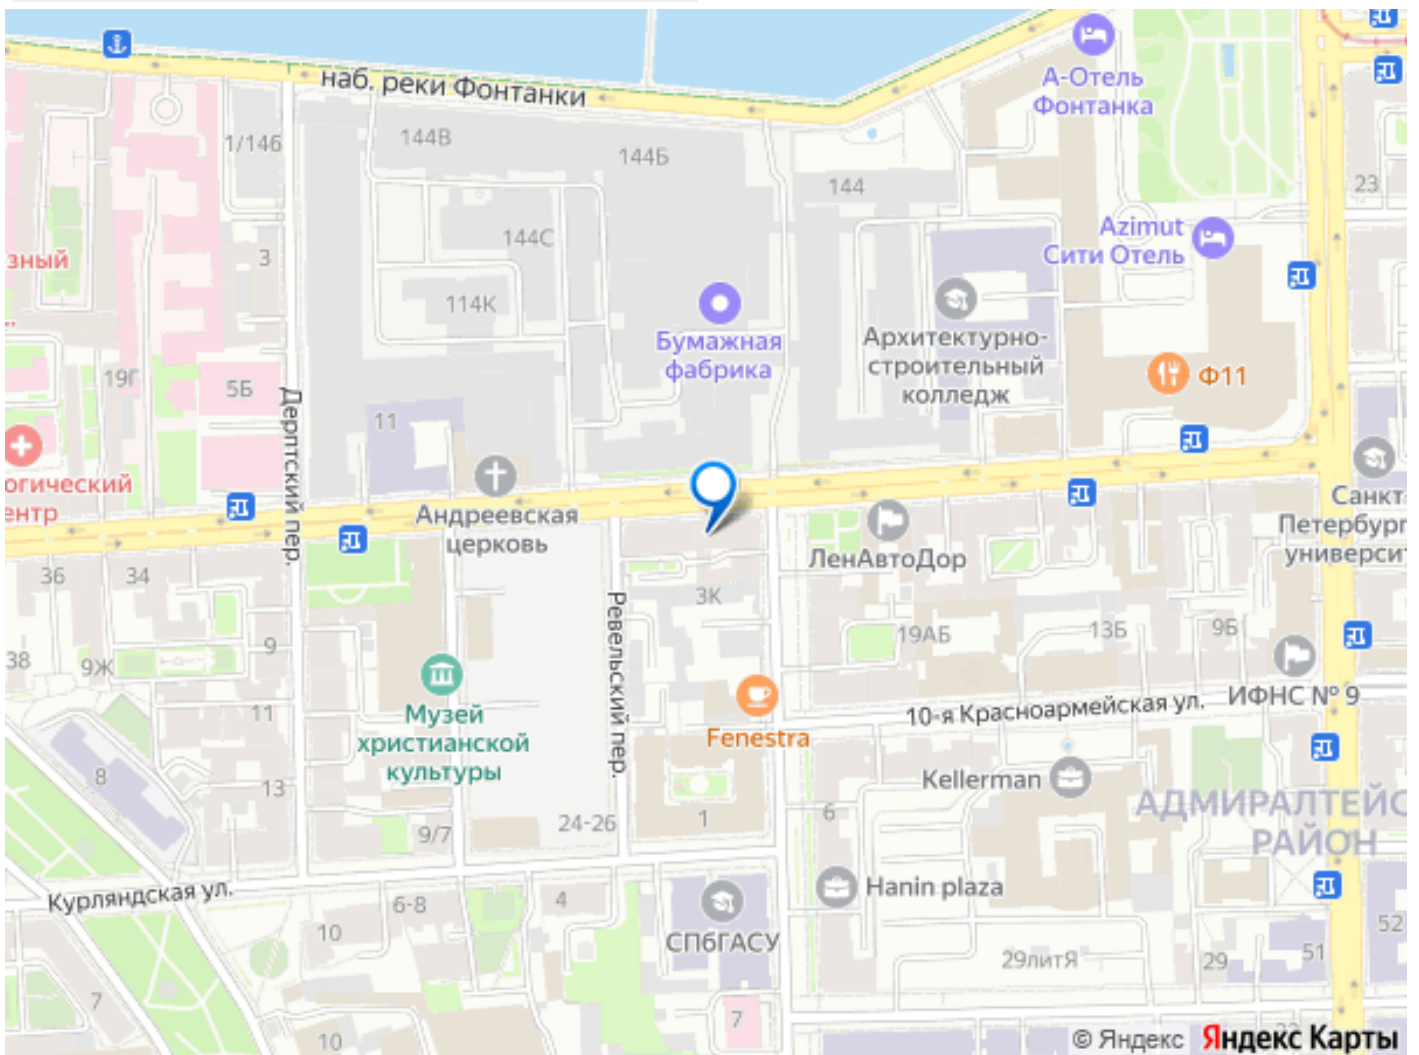 наб. реки Фонтанки
А-Отель
Фонтанка
1/146
144В
144Б
144
23
144С
3
Azimut
Сити Отель
зный
114К
Бумажная
фабрика
Архитектурно-
строительный
колледж
Ф11
19Г
5Б
11
Дерптский пер.
огический
ентр
Андреевская
церковь
ЛенАвтоДор
Санкт-
Петербург
университ
36
34
3К
Ревельский пер.
19АБ
13Б
9Б
38
9Ж
9
11
Музей
христианской
культуры
Fenestra
10-я Красноармейская ул.
ИФНС № 9
8
13
Kellerman
АДМИРАЛТЕЙС
РАЙОН
9/7
24-26
1
6
Курляндская ул.
6-8
4
Hanin plaza
10
СПбГАСУ
52
29литЯ
29
51
7
7
10
© Яндекс Яндекс Карты